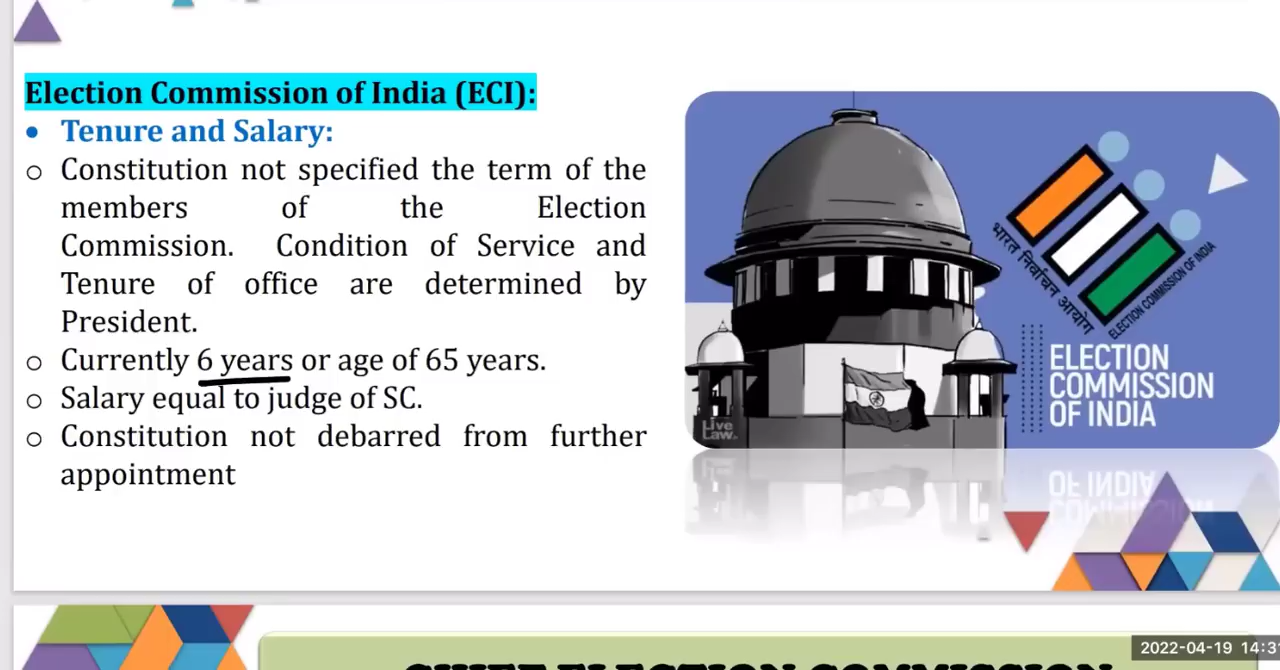 Election Commission of India (ECI):
• Tenure and Salary:
o Constitution not specified the term of the
members of the Election
Commission. Condition of Service and
Tenure of office are determined by
President.
o Currently 6 years or age of 65 years.
o Salary equal to judge of SC.
o Constitution not debarred from further
appointment
भारत निर्वाचन आयोग
ELECTION COMMISSION OF INDIA
ELECTION
COMMISSION
OF INDIA
Live
Law.
CHIEF ELECTION COMMISSION
2022-04-19 14:3